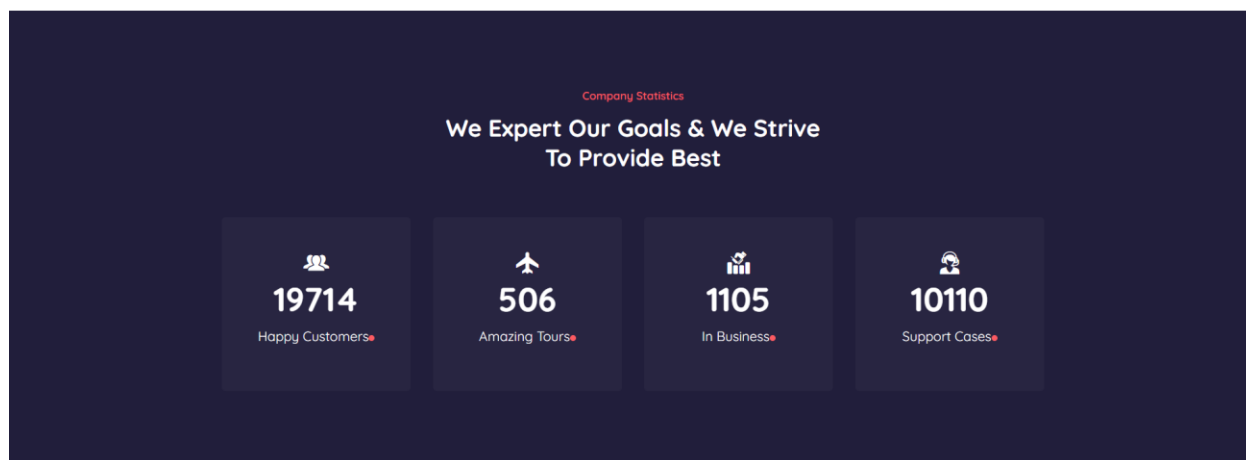 Company Statistics
We Expert Our Goals & We Strive
To Provide Best
19714
506
1105
10110
Happy Customers
Amazing Tours
In Business
Support Cases